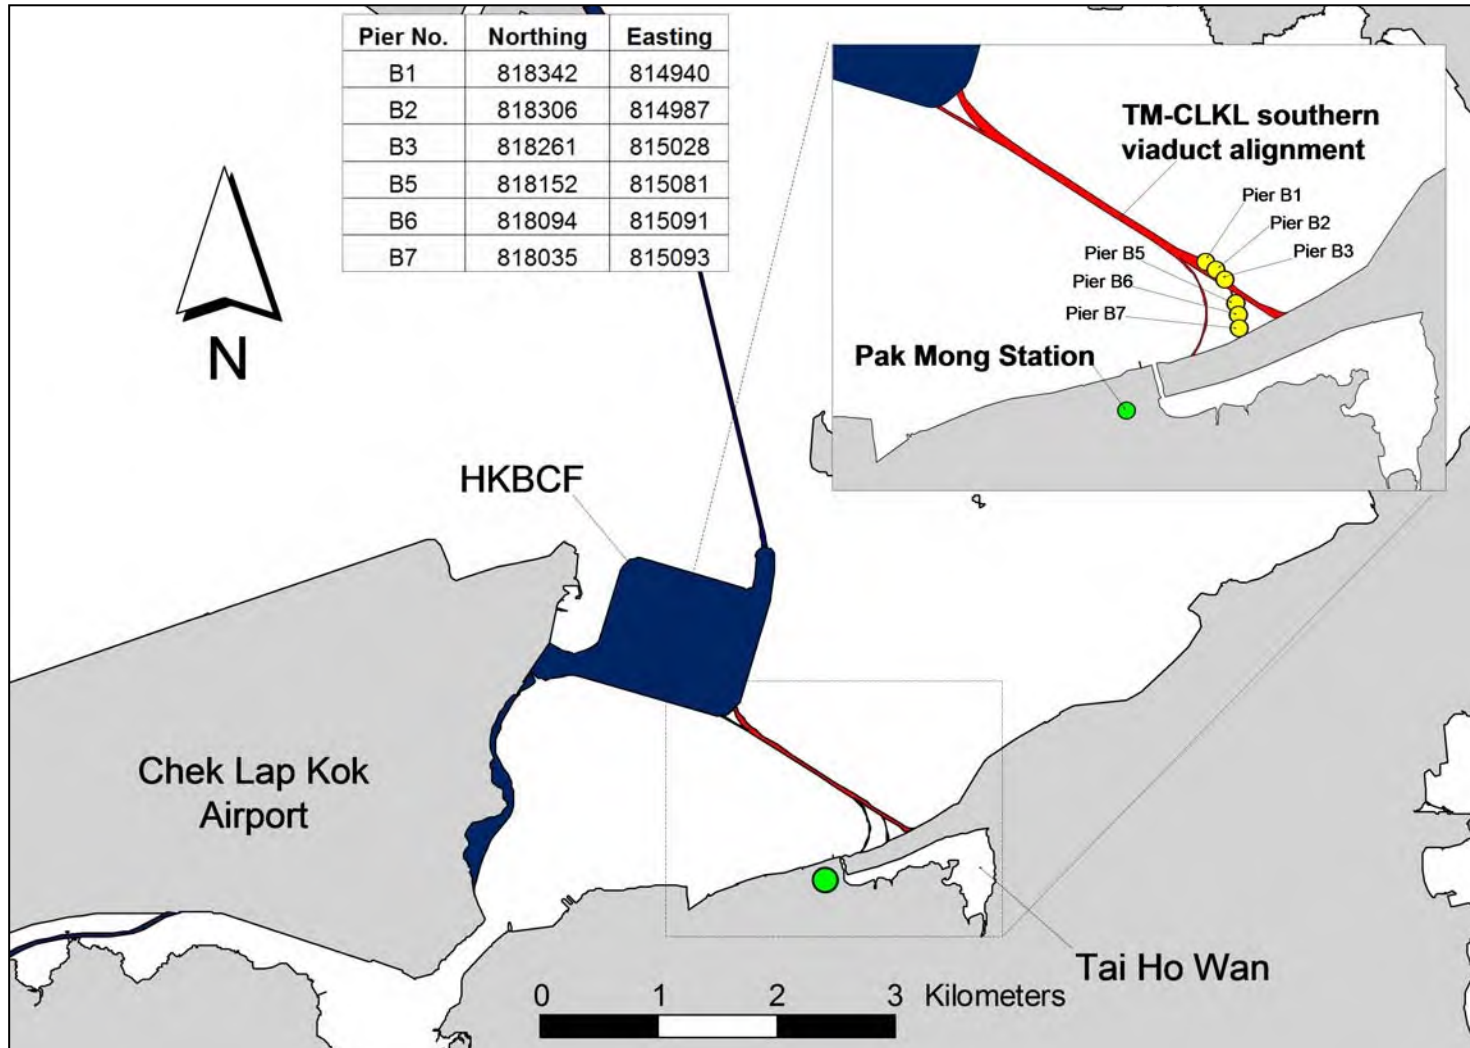 Pier No. Northing Easting
B1 818342 814940
B2 818306 814987
B3 818261 815028
B5 818152 815081
B6 818094 815091
B7 818035 815093
N
TM-CLKL southern
viaduct alignment
Pier B1
Pier B2
Pier B3
Pier B5
Pier B6
Pier B7
Pak Mong Station
HKBCF
Chek Lap Kok
Airport
Tai Ho Wan
0 1 2 3 Kilometers